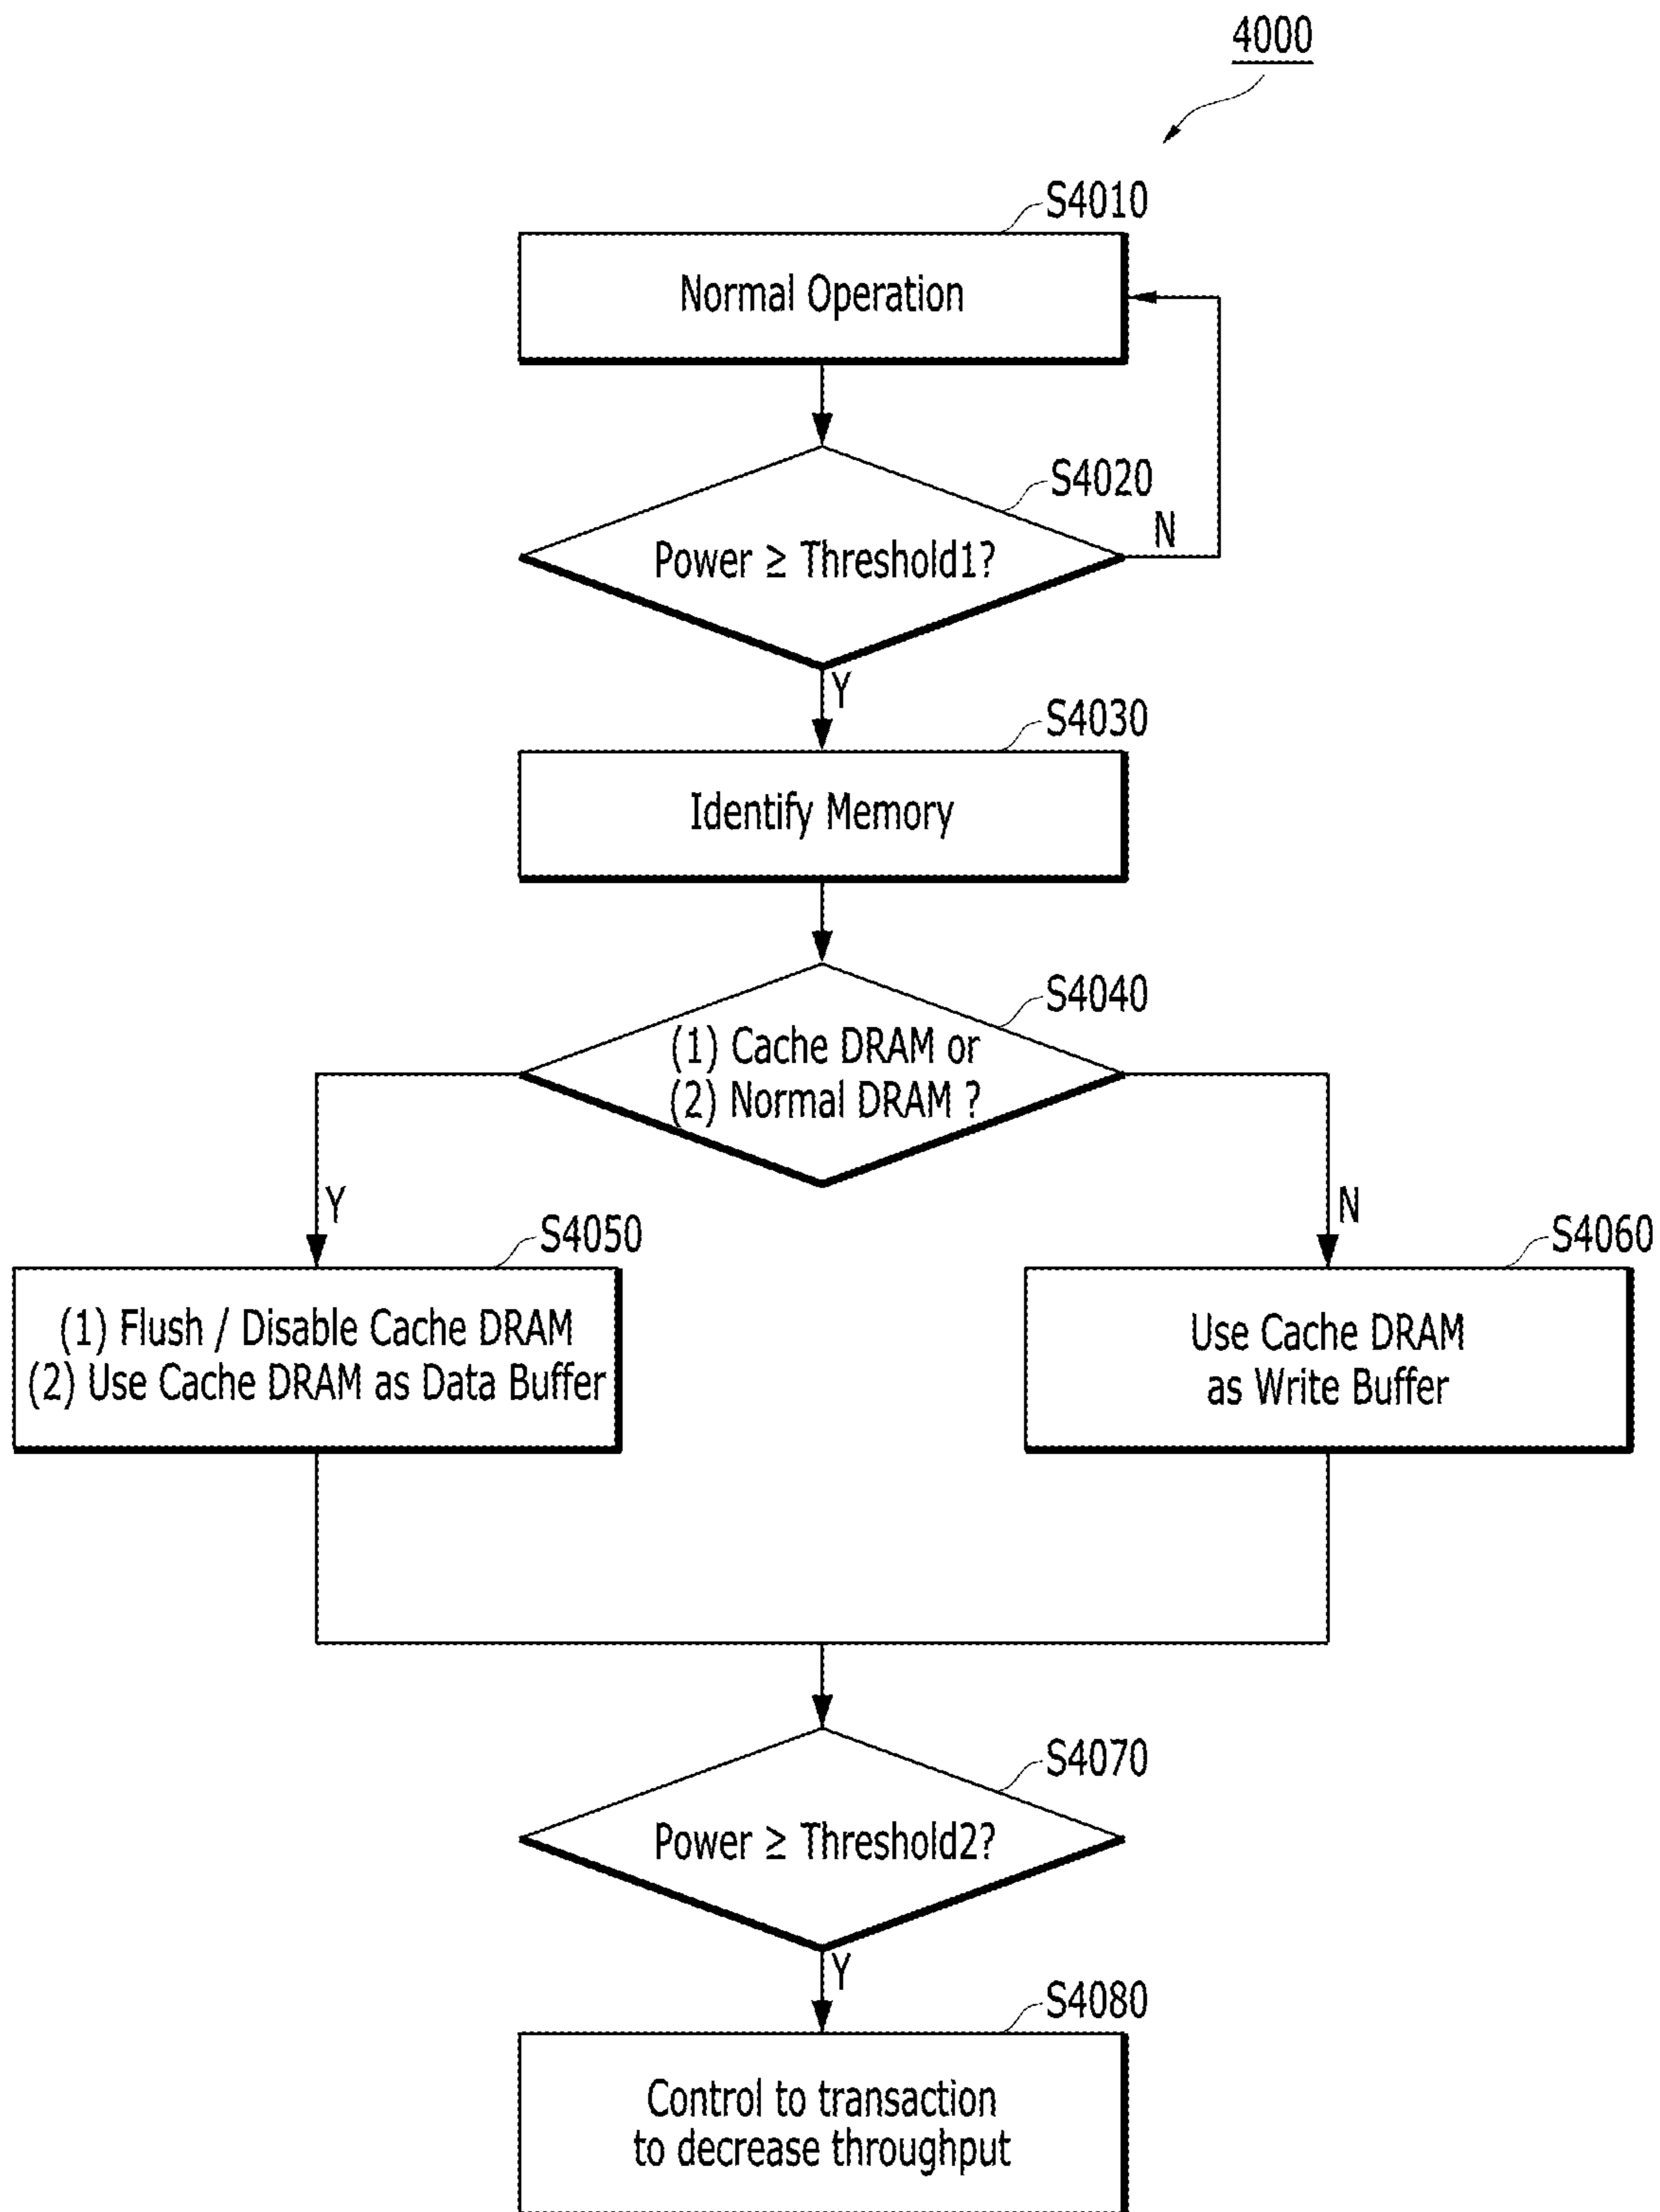 4000
S4010
Normal Operation
S4020
Power ≥ Threshold1?
N
Y
S4030
Identify Memory
S4040
(1) Cache DRAM or
(2) Normal DRAM ?
Y
N
S4050
S4060
(1) Flush / Disable Cache DRAM
(2) Use Cache DRAM as Data Buffer
Use Cache DRAM
as Write Buffer
S4070
Power ≥ Threshold2?
Y
S4080
Control to transaction
to decrease throughput